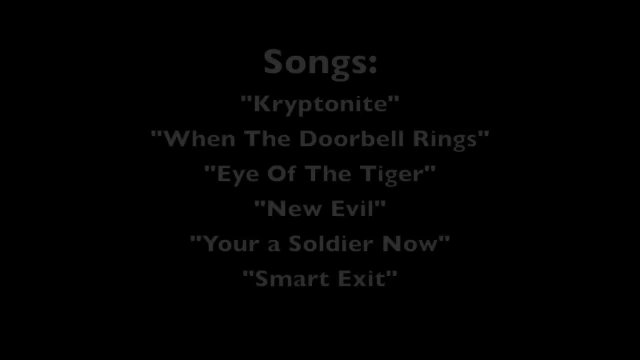 Songs:
"Kryptonite"
"When The Doorbell Rings"
"Eye Of The Tiger"
"New Evil"
"Your a Soldier Now"
"Smart Exit"